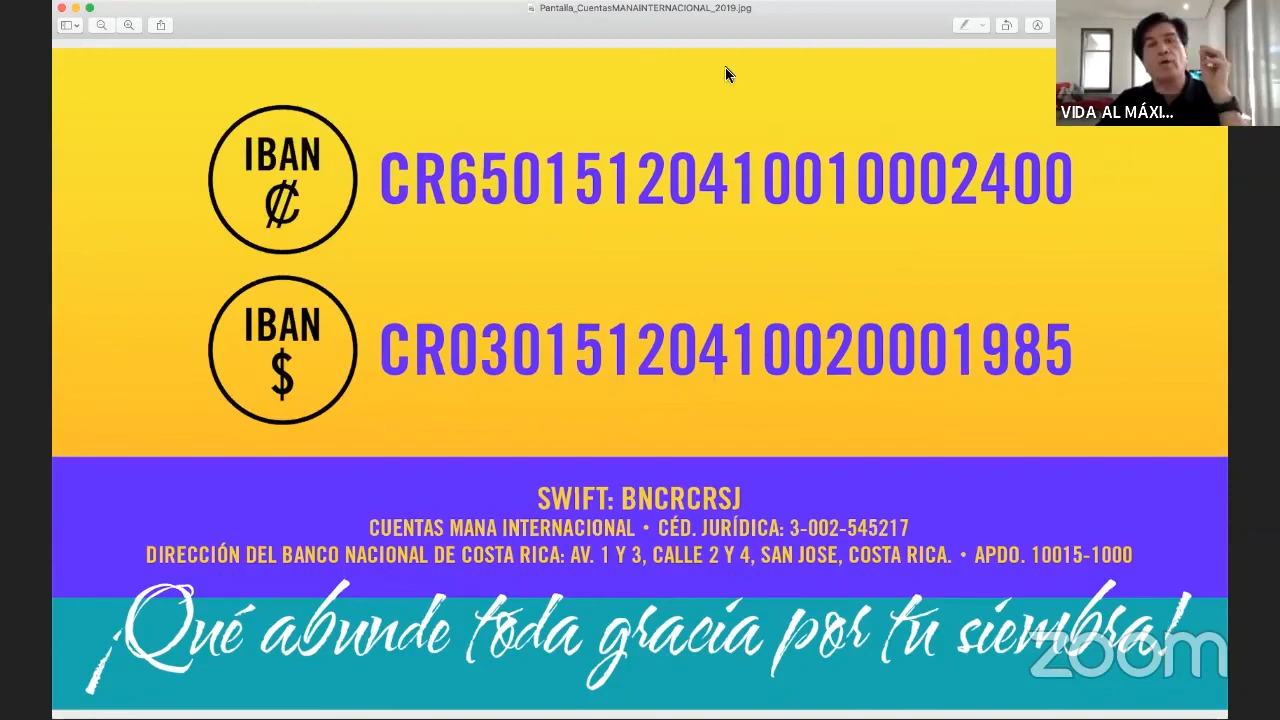 Pantalla_CuentasMANAINTERNACIONAL_2019.jpg
VIDA AL MÁXI...
IBAN
₡
CR65015120410010002400
IBAN
$
CR03015120410020001985
SWIFT: BNCRCRSJ
CUENTAS MANA INTERNACIONAL • CÉD. JURÍDICA: 3-002-545217
DIRECCIÓN DEL BANCO NACIONAL DE COSTA RICA: AV. 1 Y 3, CALLE 2 Y 4, SAN JOSE, COSTA RICA. • APDO. 10015-1000
¡Qué abunde toda gracia por tu siembra!
zoom